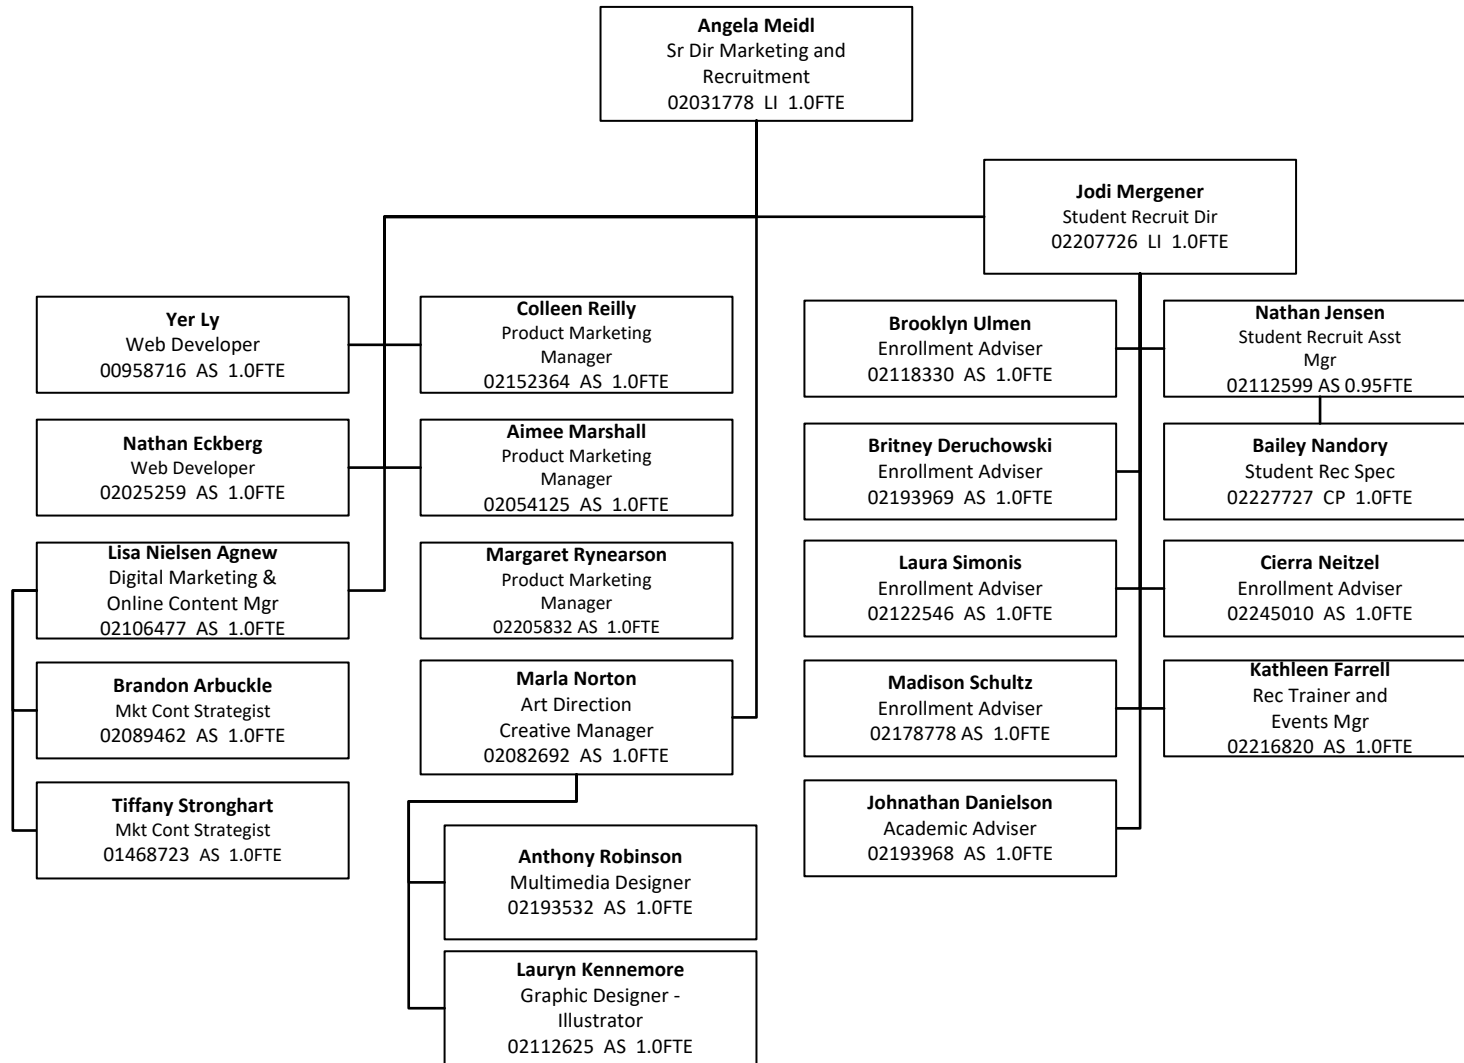 Angela Meidl
Sr Dir Marketing and
Recruitment
02031778 LI 1.0FTE
Jodi Mergener
Student Recruit Dir
02207726 LI 1.0FTE
Yer Ly
Web Developer
00958716 AS 1.0FTE
Colleen Reilly
Product Marketing
Manager
02152364 AS 1.0FTE
Nathan Eckberg
Web Developer
02025259 AS 1.0FTE
Aimee Marshall
Product Marketing
Manager
02054125 AS 1.0FTE
Lisa Nielsen Agnew
Digital Marketing &
Online Content Mgr
02106477 AS 1.0FTE
Margaret Rynearson
Product Marketing
Manager
02205832 AS 1.0FTE
Brandon Arbuckle
Mkt Cont Strategist
02089462 AS 1.0FTE
Marla Norton
Art Direction
Creative Manager
02082692 AS 1.0FTE
Tiffany Stronghart
Mkt Cont Strategist
01468723 AS 1.0FTE
Anthony Robinson
Multimedia Designer
02193532 AS 1.0FTE
Lauryn Kennemore
Graphic Designer -
Illustrator
02112625 AS 1.0FTE
Brooklyn Ulmen
Enrollment Adviser
02118330 AS 1.0FTE
Nathan Jensen
Student Recruit Asst
Mgr
02112599 AS 0.95FTE
Britney Deruchowski
Enrollment Adviser
02193969 AS 1.0FTE
Bailey Nandory
Student Rec Spec
02227727 CP 1.0FTE
Laura Simonis
Enrollment Adviser
02122546 AS 1.0FTE
Cierra Neitzel
Enrollment Adviser
02245010 AS 1.0FTE
Madison Schultz
Enrollment Adviser
02178778 AS 1.0FTE
Kathleen Farrell
Rec Trainer and
Events Mgr
02216820 AS 1.0FTE
Johnathan Danielson
Academic Adviser
02193968 AS 1.0FTE